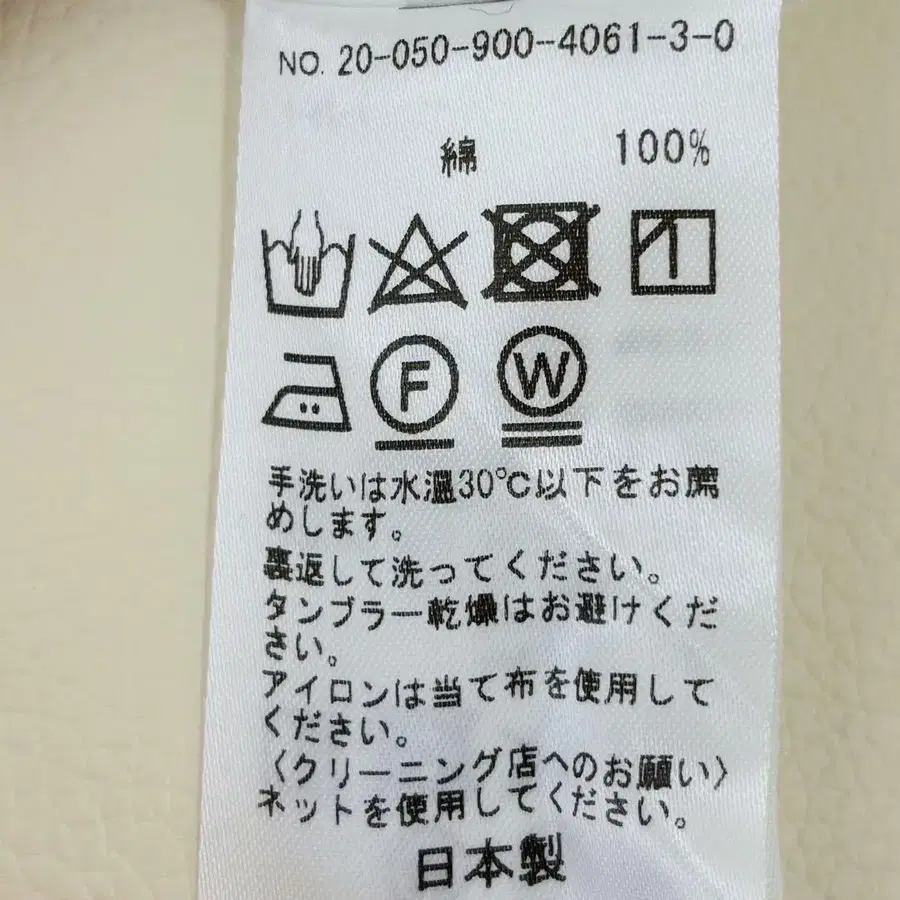 NO. 20-050-900-4061-3-0
綿 100%
F W
手洗いは水温30℃以下をお薦
めします。
裏返して洗ってください。
タンブラー乾燥はお避けくだ
さい。
アイロンは当て布を使用して
ください。
〈クリーニング店へのお願い〉
ネットを使用してください。
日本製